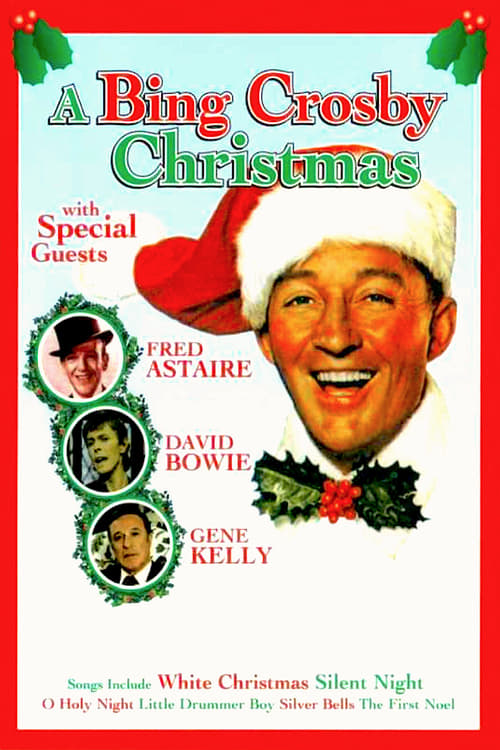 A Bing Crosby
Christmas
with
Special
Guests
FRED
ASTAIRE
DAVID
BOWIE
GENE
KELLY
Songs Include White Christmas Silent Night
O Holy Night Little Drummer Boy Silver Bells The First Noel